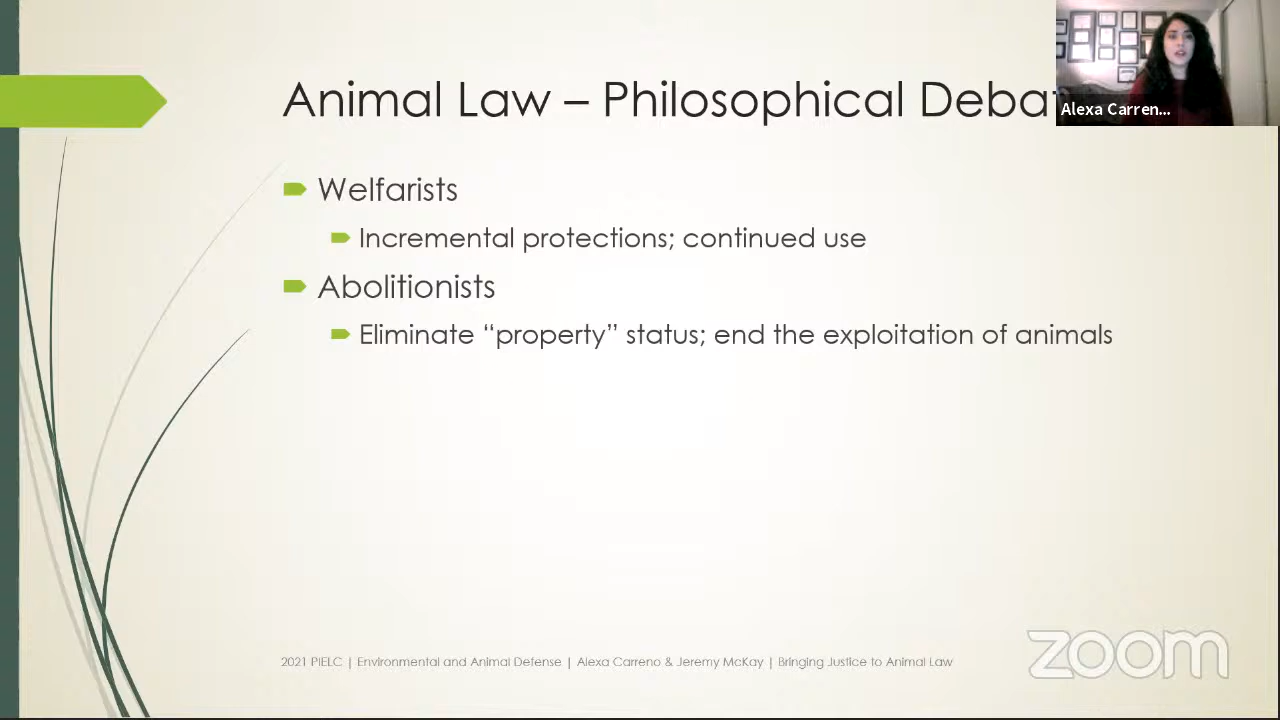 Animal Law – Philosophical Deba
Alexa Carren...
Welfarists
Incremental protections; continued use
Abolitionists
Eliminate “property” status; end the exploitation of animals
2021 PIELC | Environmental and Animal Defense | Alexa Carreno & Jeremy McKay | Bringing Justice to Animal Law
zoom